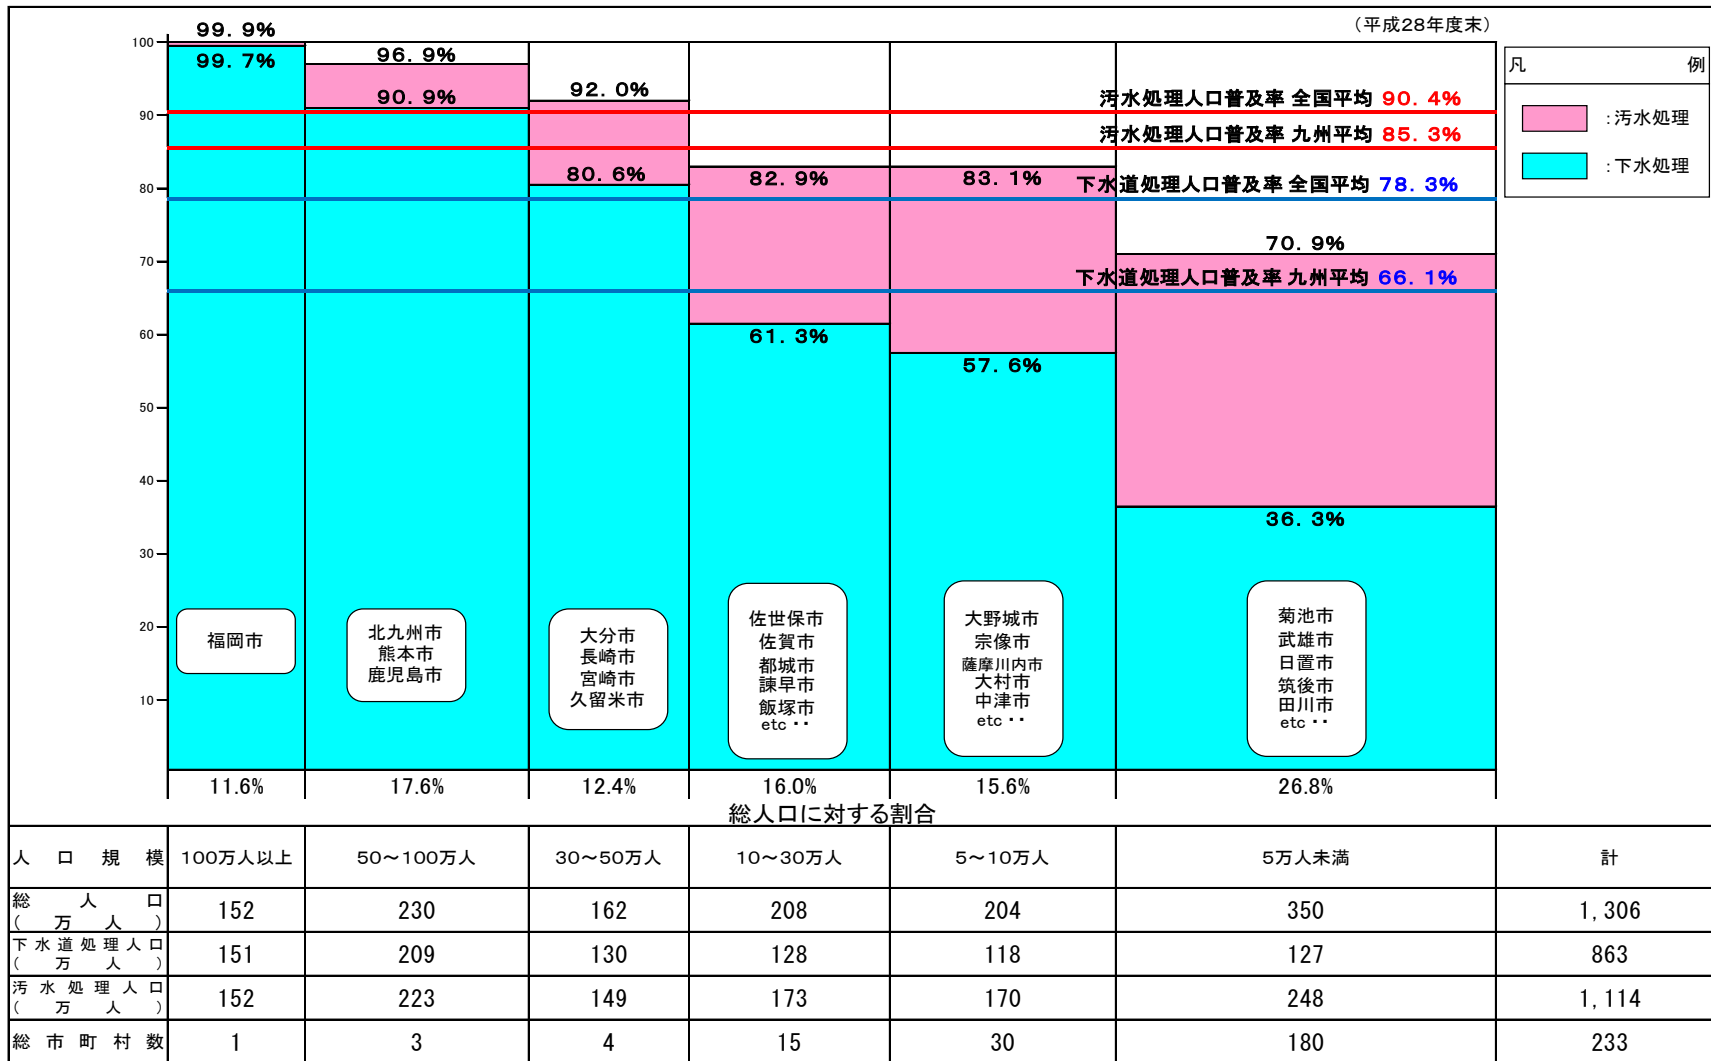 （平成28年度末）
凡　例
：汚水処理
：下水処理
99．9％
99．7％
96．9％
90．9％
92．0％
80．6％
82．9％
61．3％
83．1％
57．6％
70．9％
36．3％
汚水処理人口普及率 全国平均 90．4％
汚水処理人口普及率 九州平均 85．3％
下水道処理人口普及率 全国平均 78．3％
下水道処理人口普及率 九州平均 66．1％
100
90
80
70
60
50
40
30
20
10
福岡市
北九州市
熊本市
鹿児島市
大分市
長崎市
宮崎市
久留米市
佐世保市
佐賀市
都城市
諫早市
飯塚市
etc・・
大野城市
宗像市
薩摩川内市
大村市
中津市
etc・・
菊池市
武雄市
日置市
筑後市
田川市
etc・・
11.6% 17.6% 12.4% 16.0% 15.6% 26.8%
総人口に対する割合
人口規模 100万人以上 50～100万人 30～50万人 10～30万人 5～10万人 5万人未満 計
総人口（万人） 152 230 162 208 204 350 1,306
下水道処理人口（万人） 151 209 130 128 118 127 863
汚水処理人口（万人） 152 223 149 173 170 248 1,114
総市町村数 1 3 4 15 30 180 233